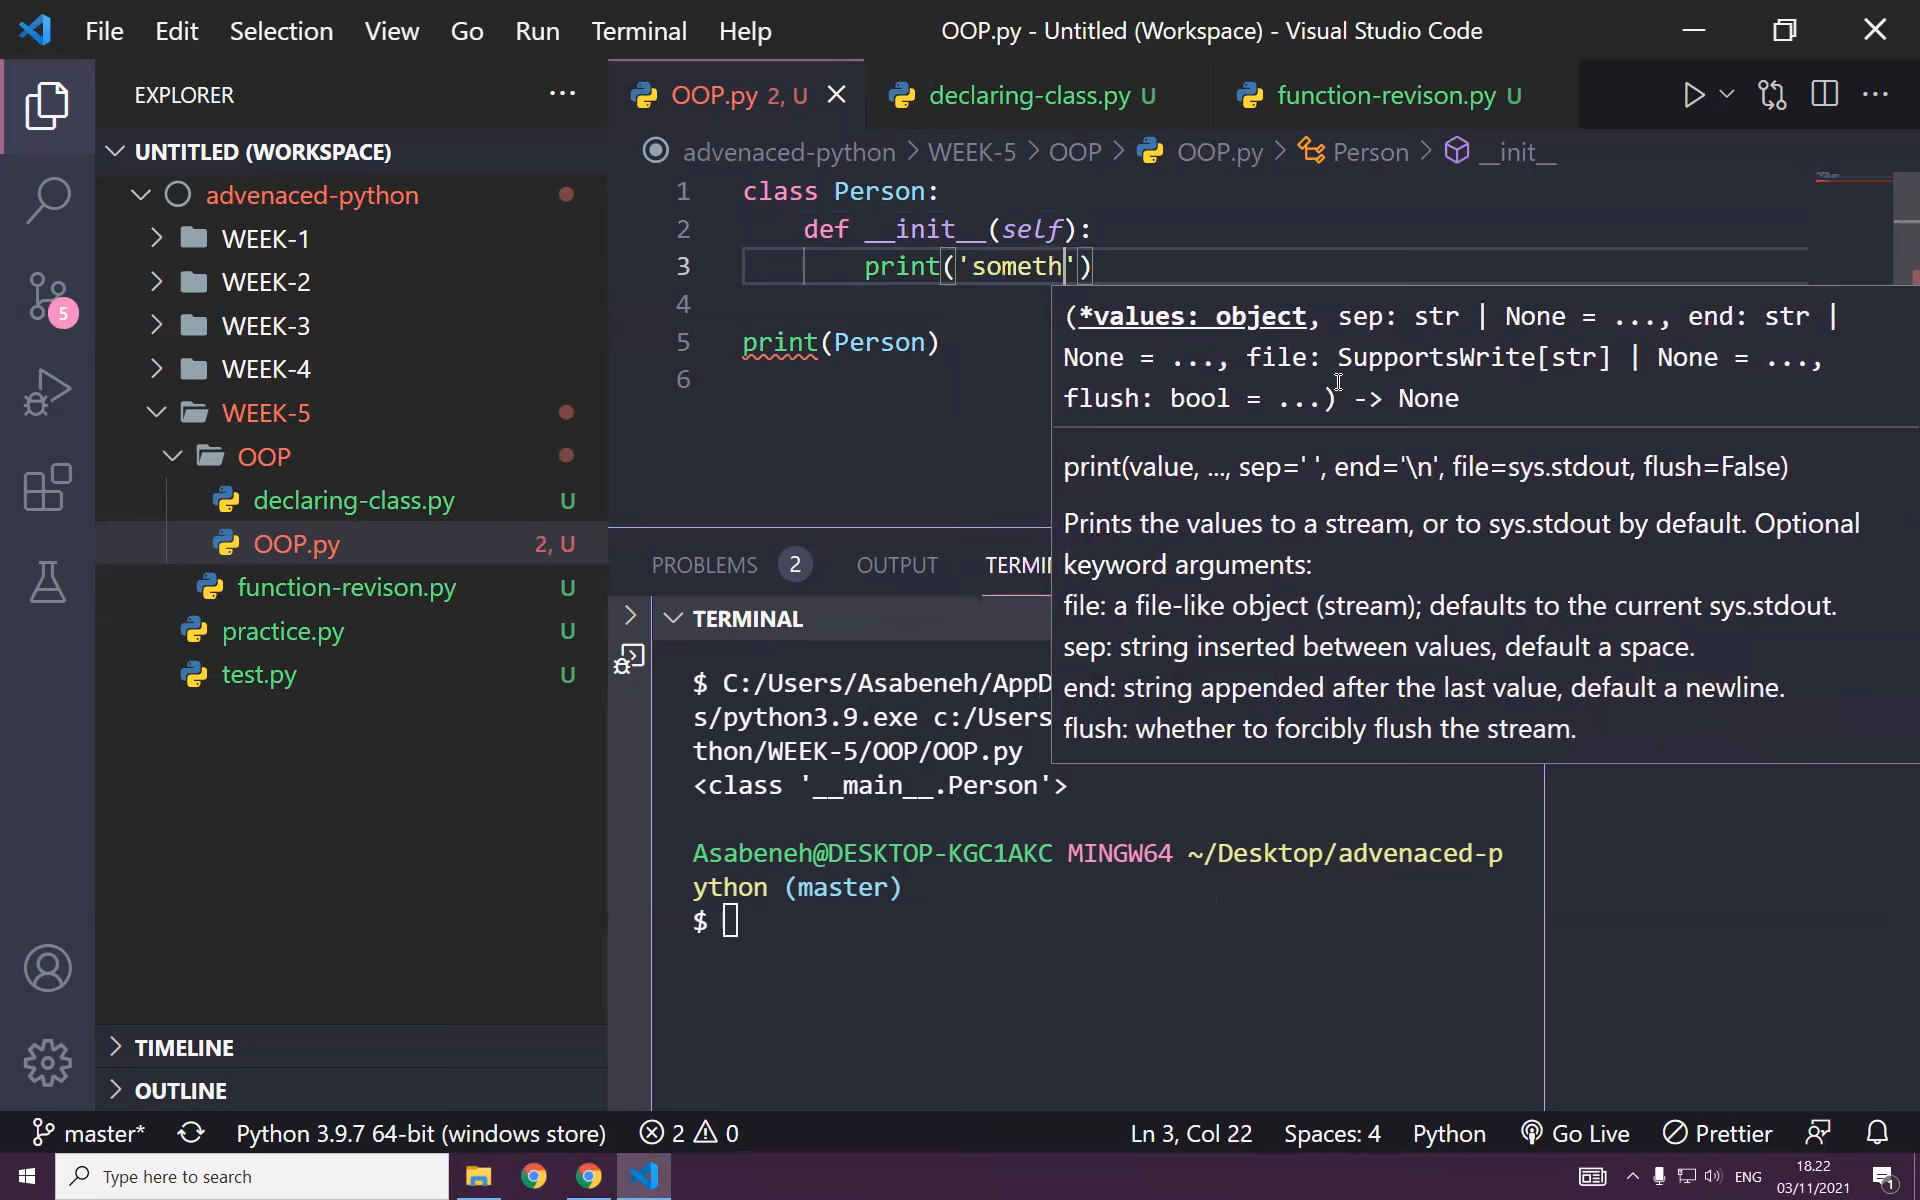 File Edit Selection View Go Run Terminal Help
OOP.py - Untitled (Workspace) - Visual Studio Code
EXPLORER
OOP.py 2, U
declaring-class.py U
function-revison.py U
UNTITLED (WORKSPACE)
advenaced-python > WEEK-5 > OOP > OOP.py > Person > __init__
advenaced-python
WEEK-1
WEEK-2
WEEK-3
WEEK-4
WEEK-5
OOP
declaring-class.py U
OOP.py 2, U
function-revison.py U
practice.py U
test.py U
TIMELINE
OUTLINE
5
1 class Person:
2 def __init__(self):
3 print('someth')
4
5 print(Person)
6
(*values: object, sep: str | None = ..., end: str |
None = ..., file: SupportsWrite[str] | None = ...,
flush: bool = ...) -> None
print(value, ..., sep=' ', end='\n', file=sys.stdout, flush=False)
Prints the values to a stream, or to sys.stdout by default. Optional
keyword arguments:
file: a file-like object (stream); defaults to the current sys.stdout.
sep: string inserted between values, default a space.
end: string appended after the last value, default a newline.
flush: whether to forcibly flush the stream.
PROBLEMS 2 OUTPUT TERMI
TERMINAL
$ C:/Users/Asabeneh/AppD
s/python3.9.exe c:/Users
thon/WEEK-5/OOP/OOP.py
<class '__main__.Person'>
Asabeneh@DESKTOP-KGC1AKC MINGW64 ~/Desktop/advenaced-p
ython (master)
$
master* Python 3.9.7 64-bit (windows store) 2 0 Ln 3, Col 22 Spaces: 4 Python Go Live Prettier
Type here to search
ENG
18.22
03/11/2021
1